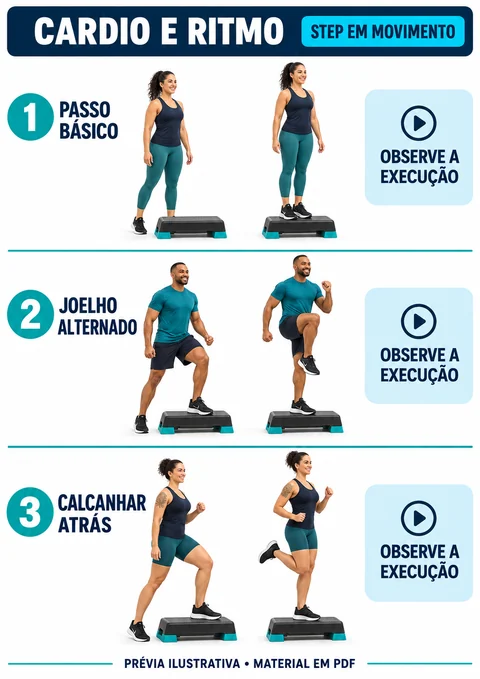 CARDIO E RITMO
STEP EM MOVIMENTO
1
PASSO
BÁSICO
OBSERVE A
EXECUÇÃO
2
JOELHO
ALTERNADO
OBSERVE A
EXECUÇÃO
3
CALCANHAR
ATRÁS
OBSERVE A
EXECUÇÃO
PRÉVIA ILUSTRATIVA • MATERIAL EM PDF